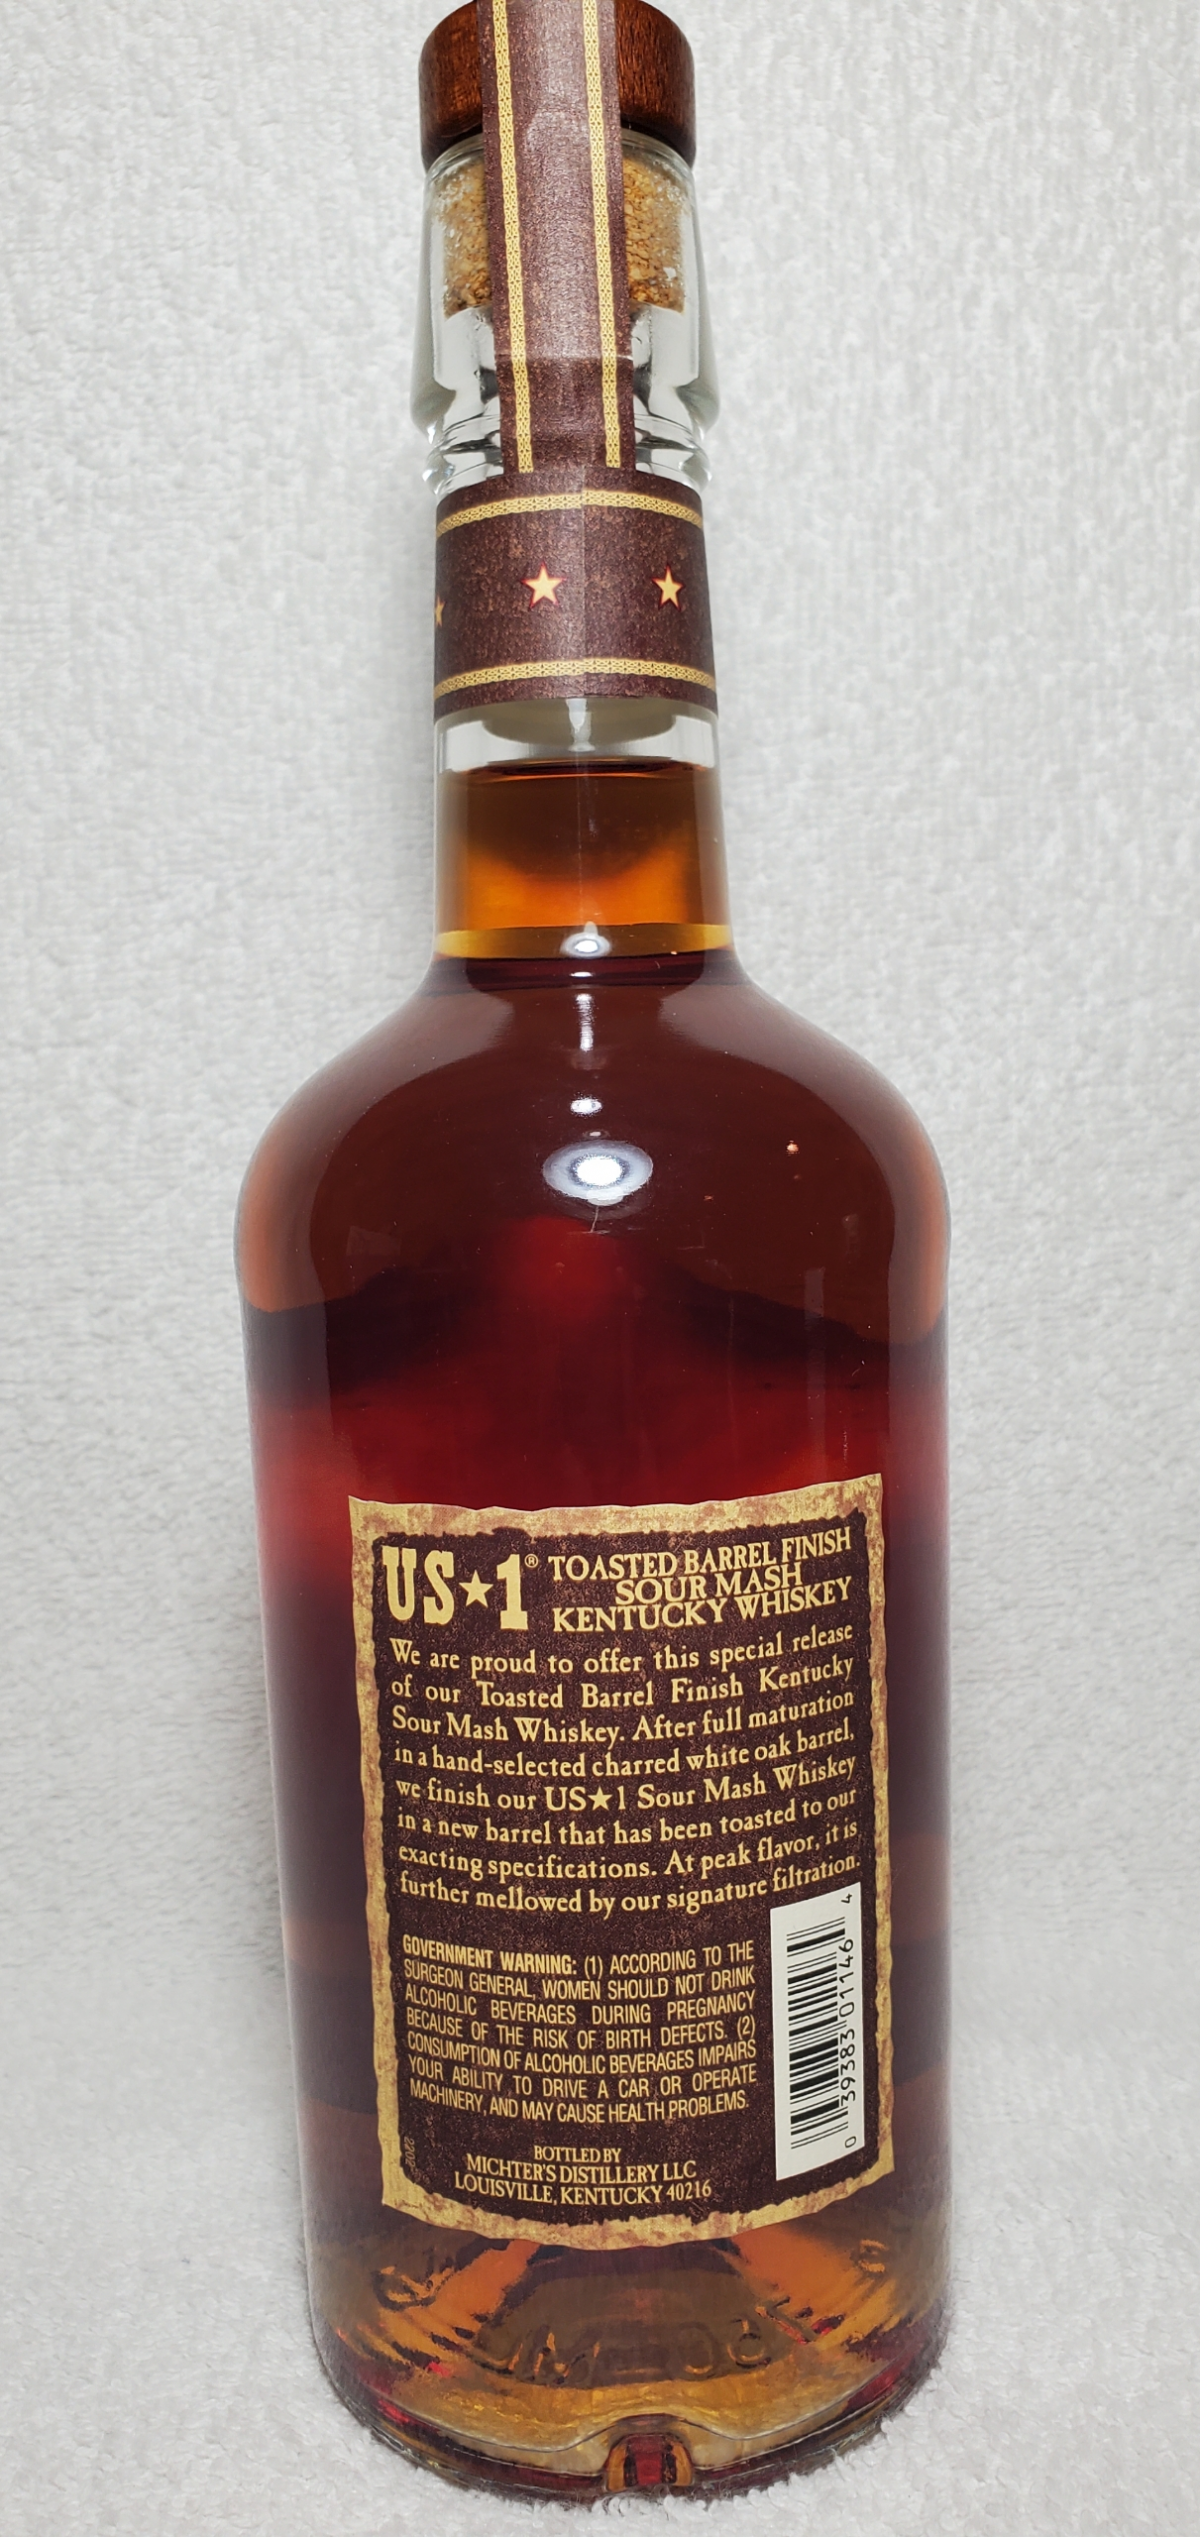 US★1® TOASTED BARREL FINISH
SOUR MASH
KENTUCKY WHISKEY
We are proud to offer this special release
of our Toasted Barrel Finish Kentucky
Sour Mash Whiskey. After full maturation
in a hand-selected charred white oak barrel,
we finish our US★1 Sour Mash Whiskey
in a new barrel that has been toasted to our
exacting specifications. At peak flavor, it is
further mellowed by our signature filtration.
GOVERNMENT WARNING: (1) ACCORDING TO THE
SURGEON GENERAL, WOMEN SHOULD NOT DRINK
ALCOHOLIC BEVERAGES DURING PREGNANCY
BECAUSE OF THE RISK OF BIRTH DEFECTS. (2)
CONSUMPTION OF ALCOHOLIC BEVERAGES IMPAIRS
YOUR ABILITY TO DRIVE A CAR OR OPERATE
MACHINERY, AND MAY CAUSE HEALTH PROBLEMS.
0 39383 01146 4
BOTTLED BY
MICHTER'S DISTILLERY LLC
LOUISVILLE, KENTUCKY 40216